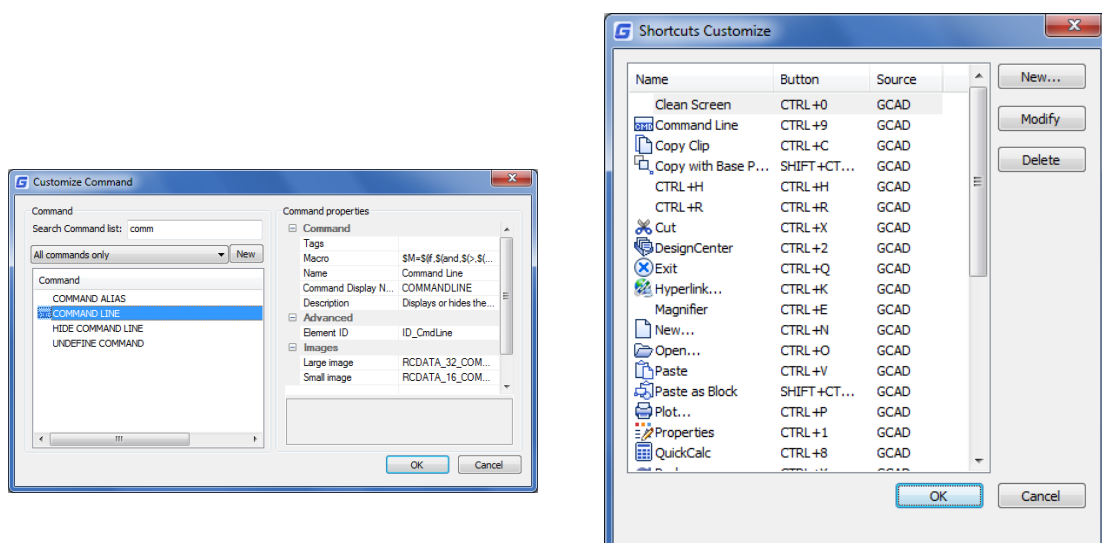 Customize Command
Command
Search Command list: comm
All commands only New
Command
COMMAND ALIAS
COMMAND LINE
HIDE COMMAND LINE
UNDEFINE COMMAND
Command properties
Command
Tags
Macro $M=$(if,$(and,$(>,$(...
Name Command Line
Command Display N... COMMANDLINE
Description Displays or hides the...
Advanced
Element ID ID_CmdLine
Images
Large image RCDATA_32_COM...
Small image RCDATA_16_COM...
OK Cancel
Shortcuts Customize
Name Button Source
Clean Screen CTRL+0 GCAD
Command Line CTRL+9 GCAD
Copy Clip CTRL+C GCAD
Copy with Base P... SHIFT+CT... GCAD
CTRL+H CTRL+H GCAD
CTRL+R CTRL+R GCAD
Cut CTRL+X GCAD
DesignCenter CTRL+2 GCAD
Exit CTRL+Q GCAD
Hyperlink... CTRL+K GCAD
Magnifier CTRL+E GCAD
New... CTRL+N GCAD
Open... CTRL+O GCAD
Paste CTRL+V GCAD
Paste as Block SHIFT+CT... GCAD
Plot... CTRL+P GCAD
Properties CTRL+1 GCAD
QuickCalc CTRL+8 GCAD
New...
Modify
Delete
OK Cancel